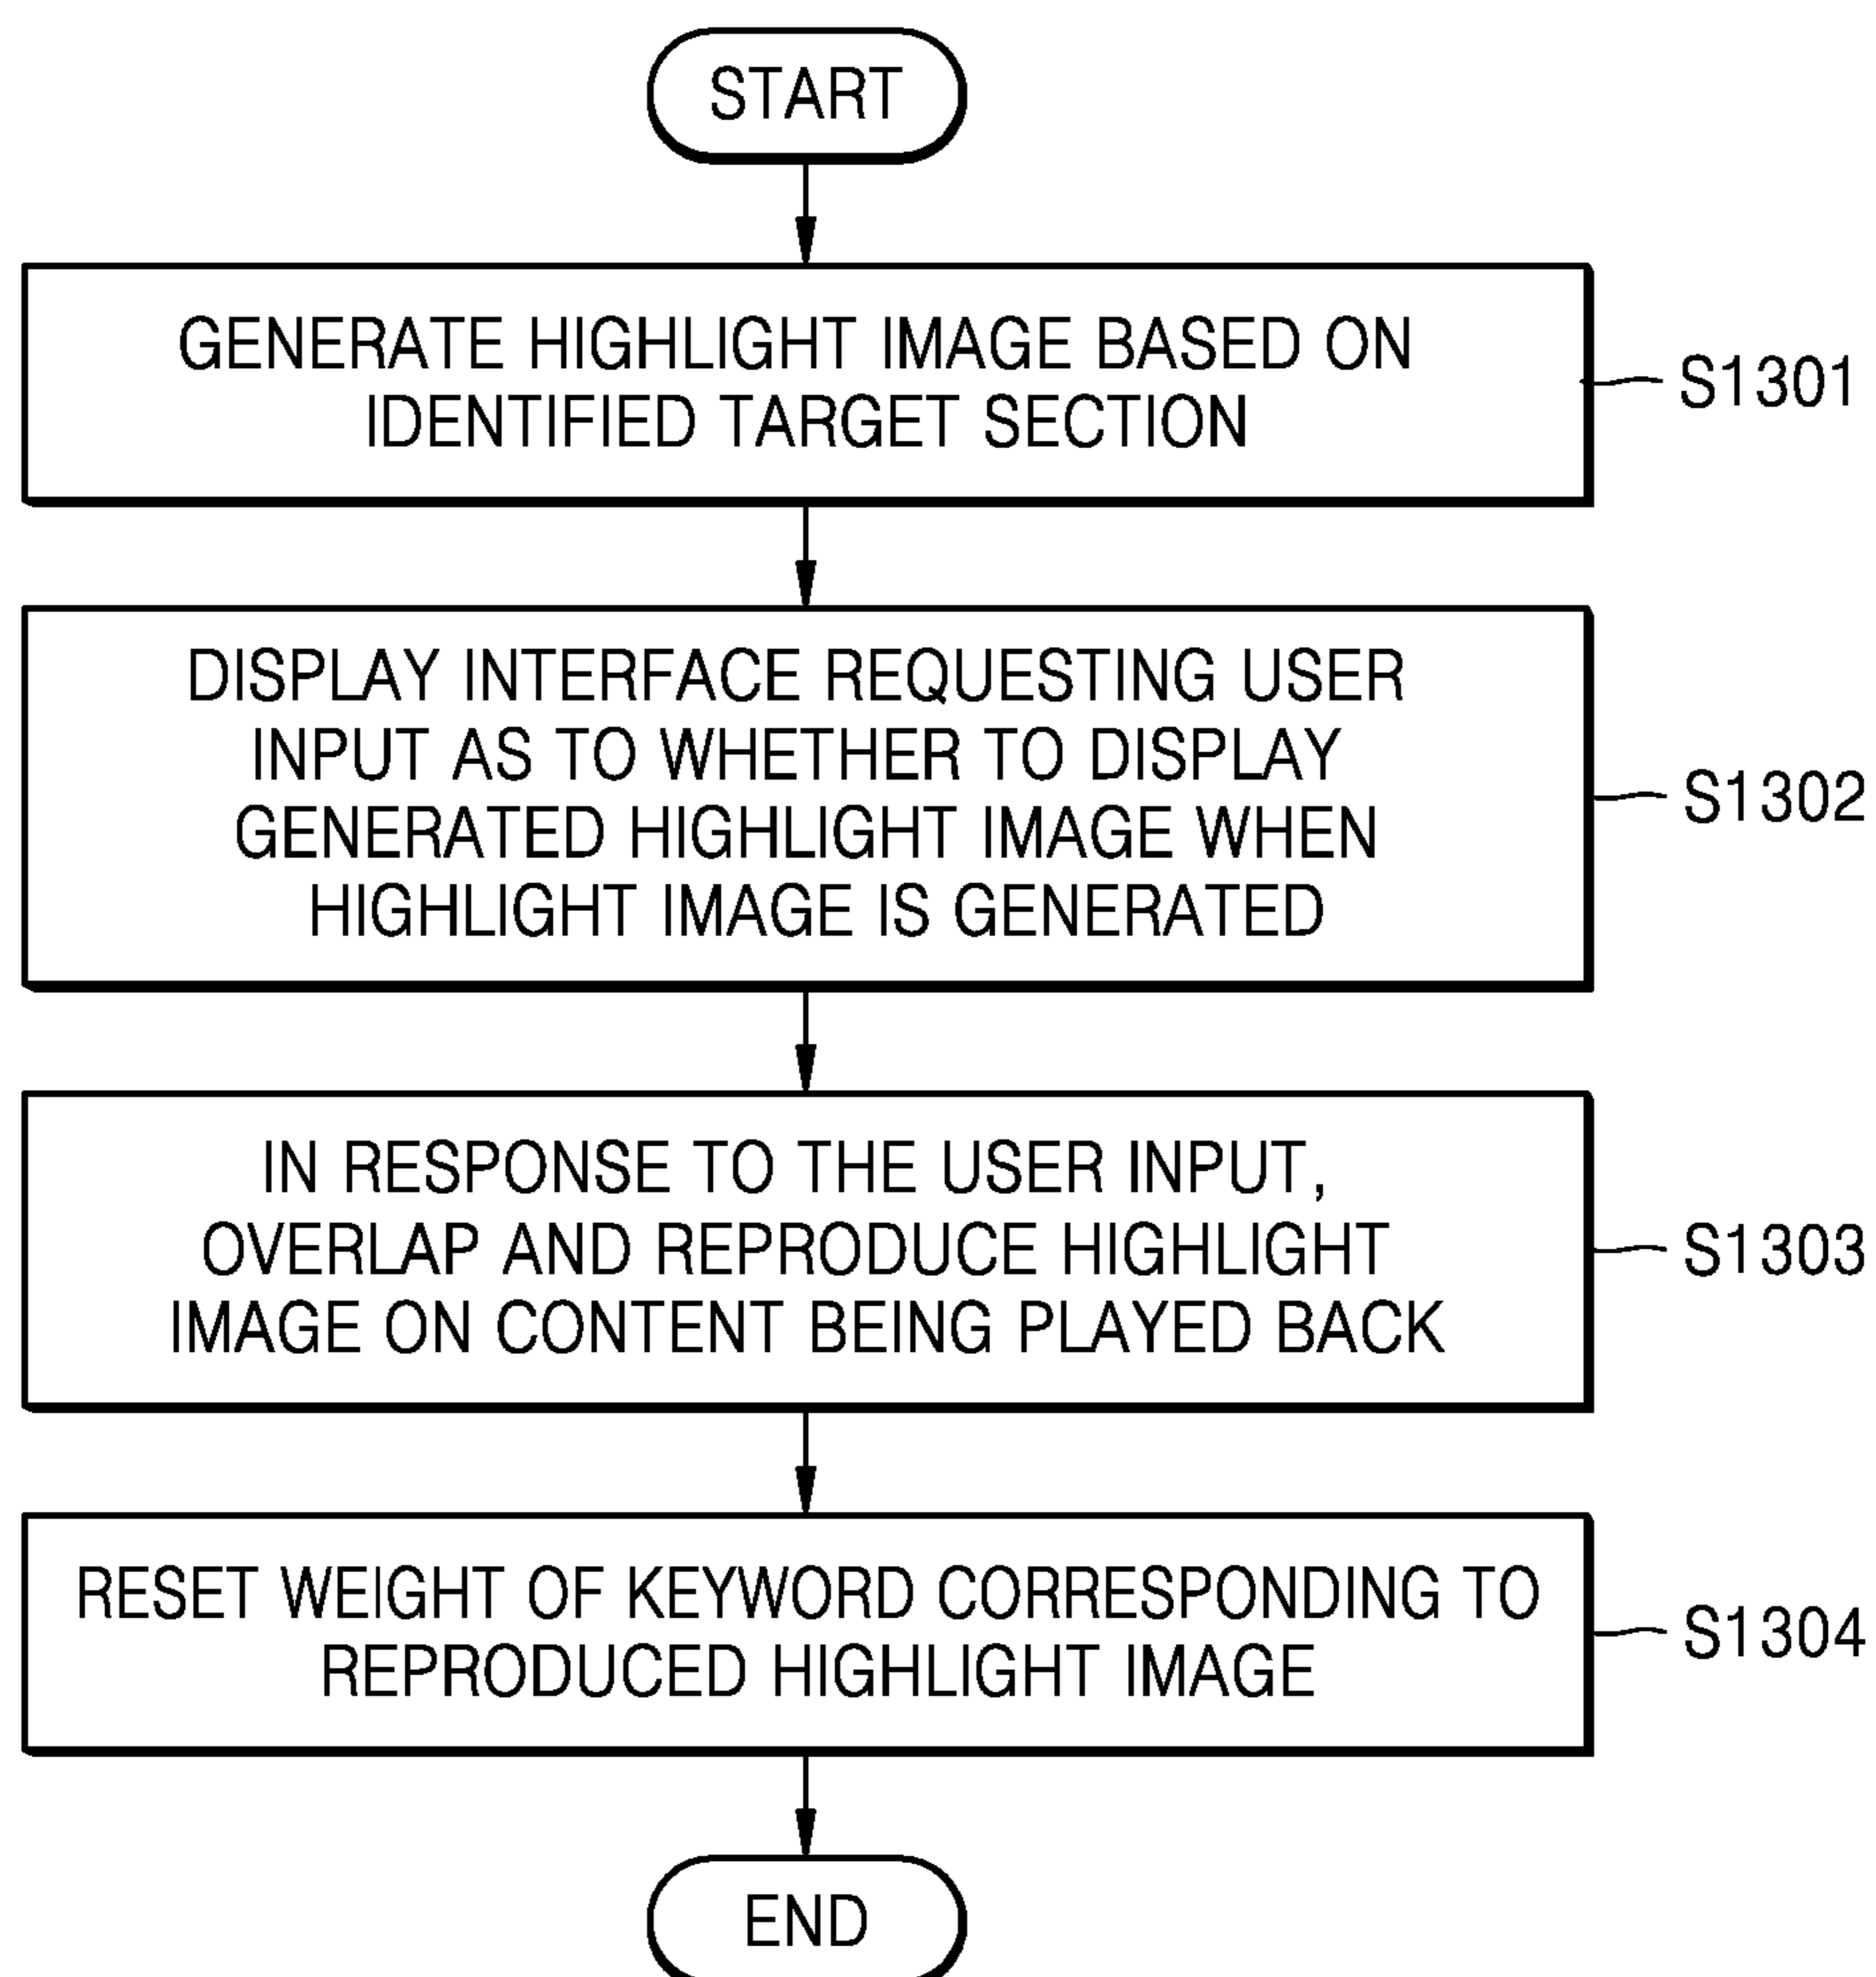 START
GENERATE HIGHLIGHT IMAGE BASED ON
IDENTIFIED TARGET SECTION
S1301
DISPLAY INTERFACE REQUESTING USER
INPUT AS TO WHETHER TO DISPLAY
GENERATED HIGHLIGHT IMAGE WHEN
HIGHLIGHT IMAGE IS GENERATED
S1302
IN RESPONSE TO THE USER INPUT,
OVERLAP AND REPRODUCE HIGHLIGHT
IMAGE ON CONTENT BEING PLAYED BACK
S1303
RESET WEIGHT OF KEYWORD CORRESPONDING TO
REPRODUCED HIGHLIGHT IMAGE
S1304
END